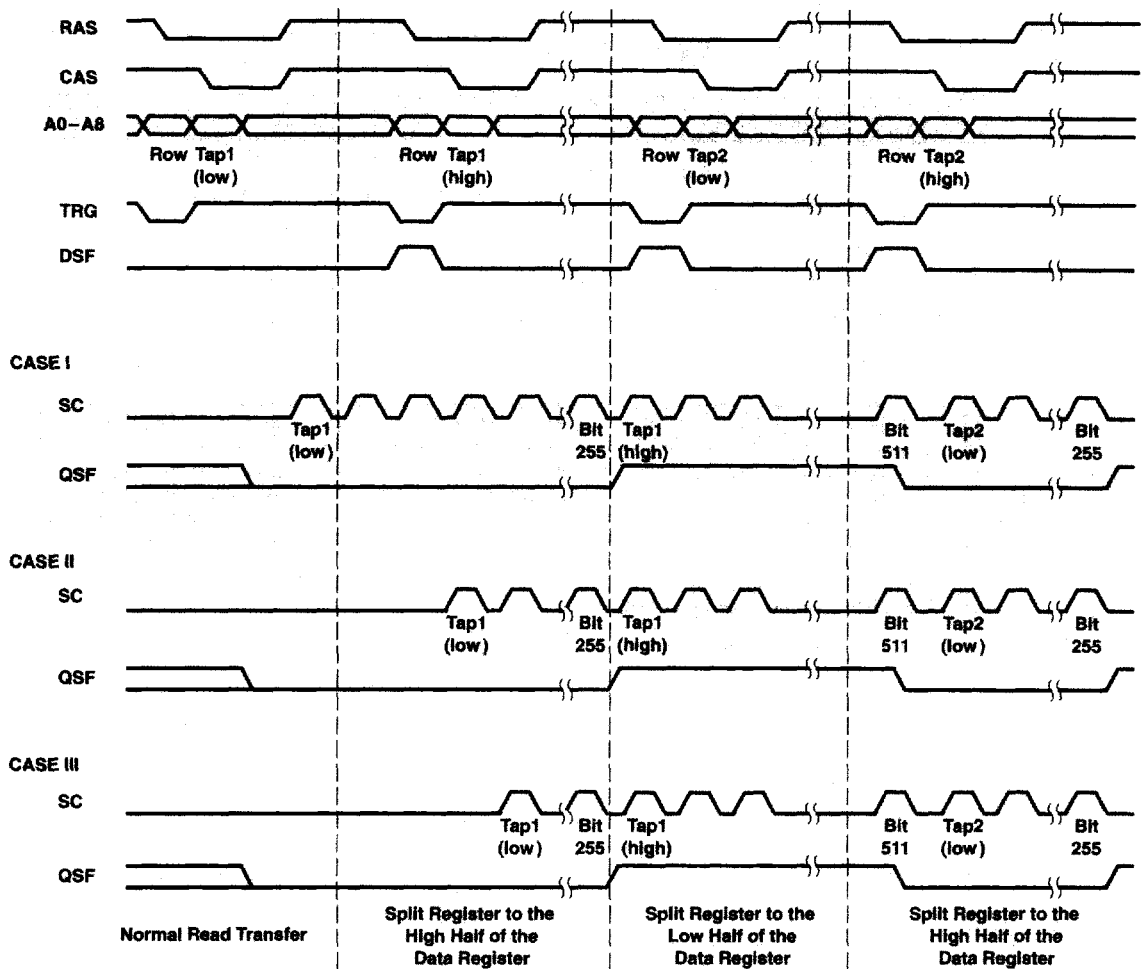 RAS
CAS
A0–A8
Row Tap1 Row Tap1 Row Tap2 Row Tap2
(low) (high) (low) (high)
TRG
DSF
CASE I
SC
Tap1 Bit Tap1 Bit Tap2 Bit
(low) 255 (high) 511 (low) 255
QSF
CASE II
SC
Tap1 Bit Tap1 Bit Tap2 Bit
(low) 255 (high) 511 (low) 255
QSF
CASE III
SC
Tap1 Bit Tap1 Bit Tap2 Bit
(low) 255 (high) 511 (low) 255
QSF
Normal Read Transfer
Split Register to the
High Half of the
Data Register
Split Register to the
Low Half of the
Data Register
Split Register to the
High Half of the
Data Register